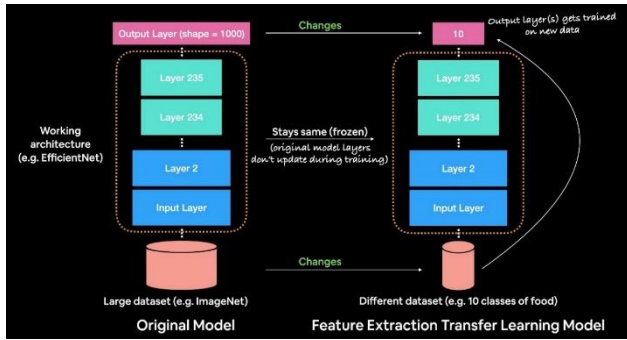 Output Layer (shape = 1000)
Changes
10
Output layer(s) gets trained
on new data
Layer 235
Layer 234
Layer 2
Input Layer
Working
architecture
(e.g. EfficientNet)
Stays same (frozen)
(original model layers
don't update during training)
Layer 235
Layer 234
Layer 2
Input Layer
Changes
Large dataset (e.g. ImageNet)
Different dataset (e.g. 10 classes of food)
Original Model
Feature Extraction Transfer Learning Model